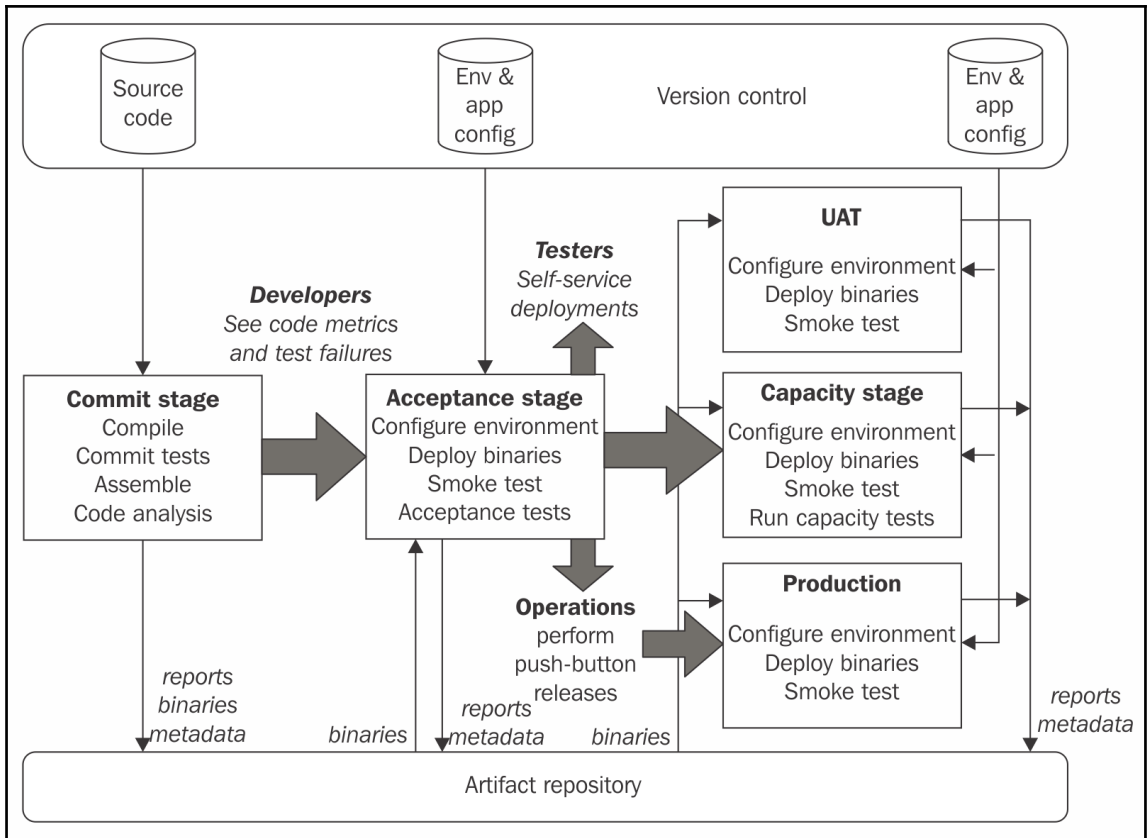 Source
code
Env &
app
config
Version control
Env &
app
config
Developers
See code metrics
and test failures
Testers
Self-service
deployments
UAT
Configure environment
Deploy binaries
Smoke test
Commit stage
Compile
Commit tests
Assemble
Code analysis
Acceptance stage
Configure environment
Deploy binaries
Smoke test
Acceptance tests
Capacity stage
Configure environment
Deploy binaries
Smoke test
Run capacity tests
Operations
perform
push-button
releases
Production
Configure environment
Deploy binaries
Smoke test
reports
binaries
metadata
binaries
reports
metadata
binaries
reports
metadata
Artifact repository